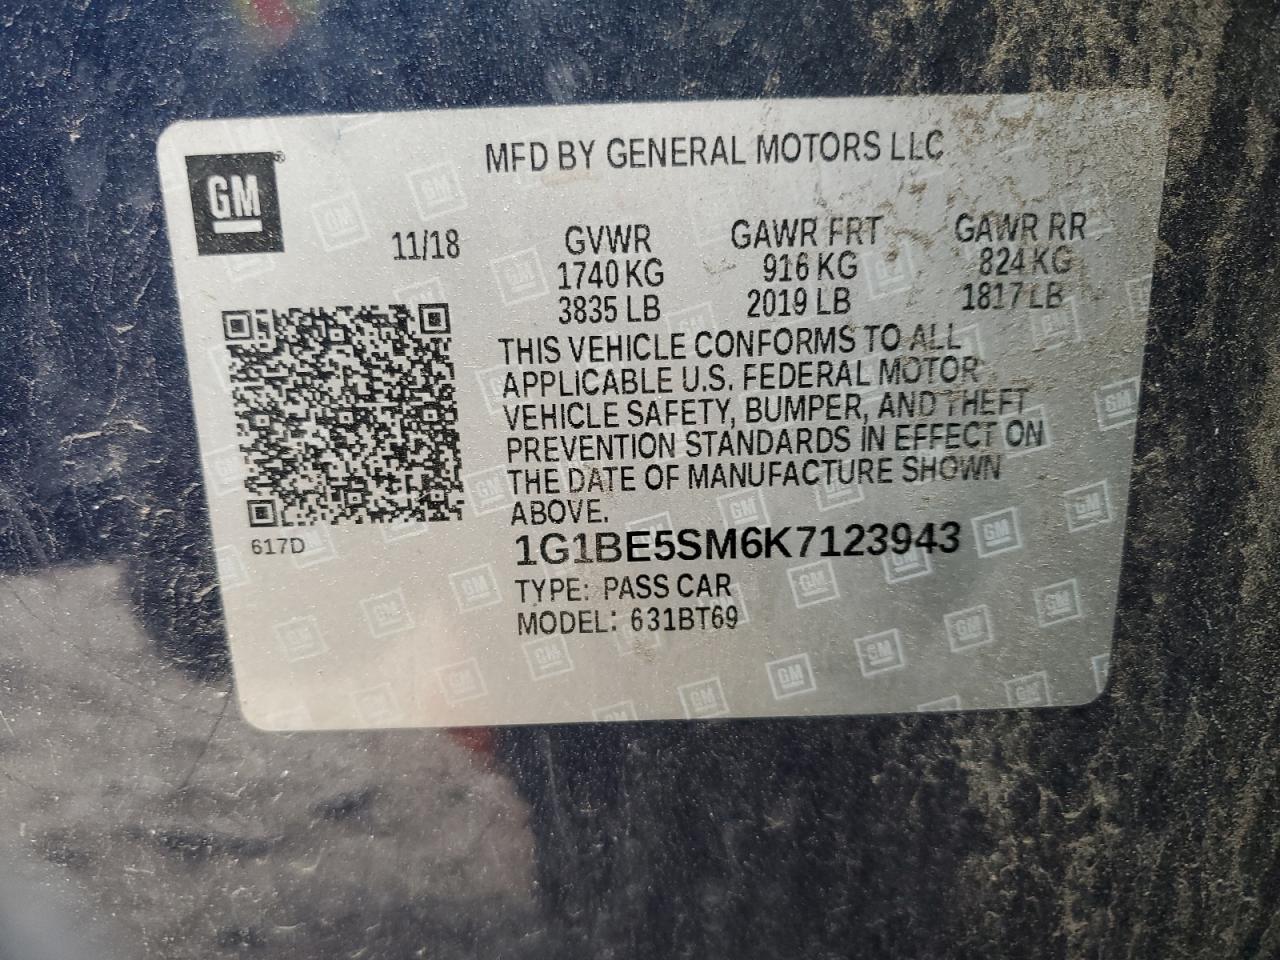 MFD BY GENERAL MOTORS LLC
GM®
11/18 GVWR GAWR FRT GAWR RR
1740 KG 916 KG 824 KG
3835 LB 2019 LB 1817 LB
THIS VEHICLE CONFORMS TO ALL
APPLICABLE U.S. FEDERAL MOTOR
VEHICLE SAFETY, BUMPER, AND THEFT
PREVENTION STANDARDS IN EFFECT ON
THE DATE OF MANUFACTURE SHOWN
ABOVE.
617D
1G1BE5SM6K7123943
TYPE: PASS CAR
MODEL: 631BT69